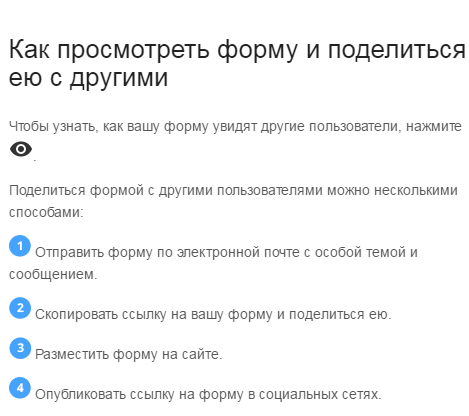 Как просмотреть форму и поделиться
ею с другими
Чтобы узнать, как вашу форму увидят другие пользователи, нажмите
.
Поделиться формой с другими пользователями можно несколькими
способами:
1 Отправить форму по электронной почте с особой темой и
сообщением.
2 Скопировать ссылку на вашу форму и поделиться ею.
3 Разместить форму на сайте.
4 Опубликовать ссылку на форму в социальных сетях.